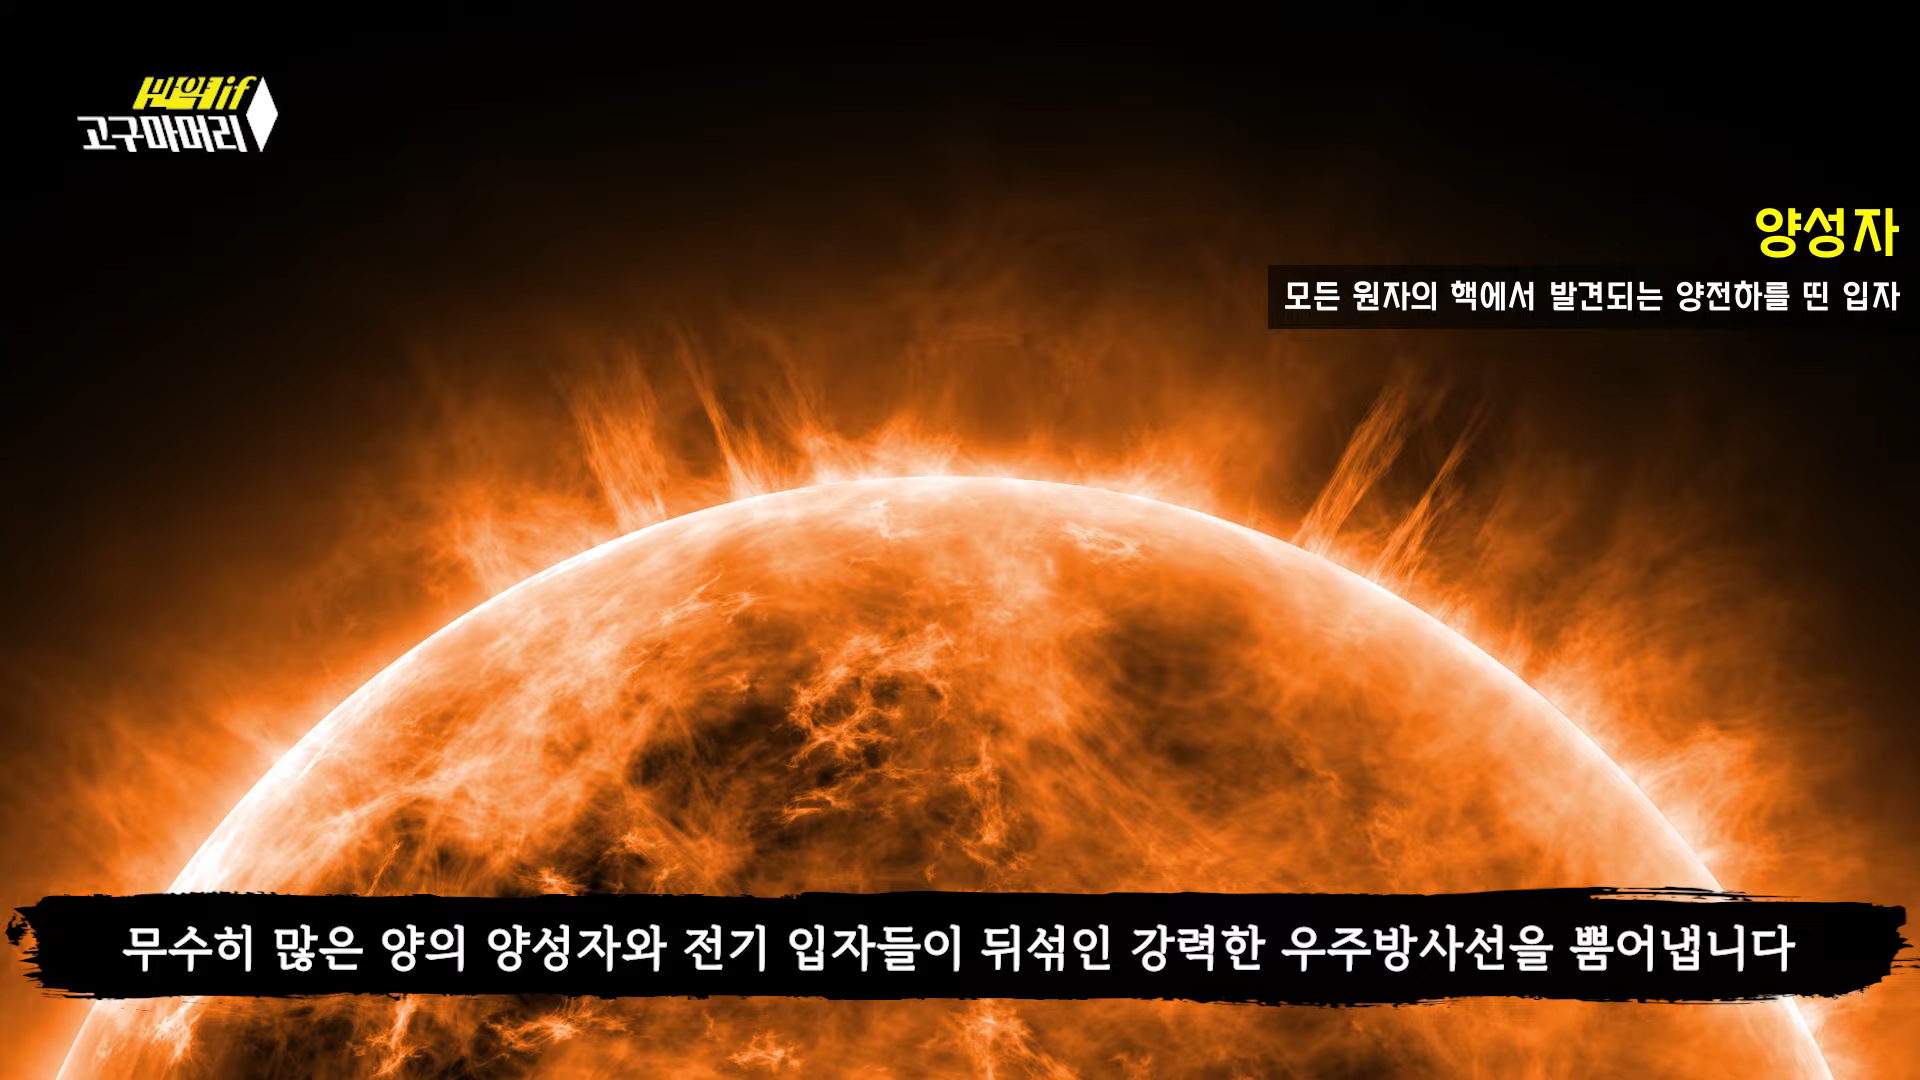 만약if
고구마머리
양성자
모든 원자의 핵에서 발견되는 양전하를 띤 입자
무수히 많은 양의 양성자와 전기 입자들이 뒤섞인 강력한 우주방사선을 뿜어냅니다